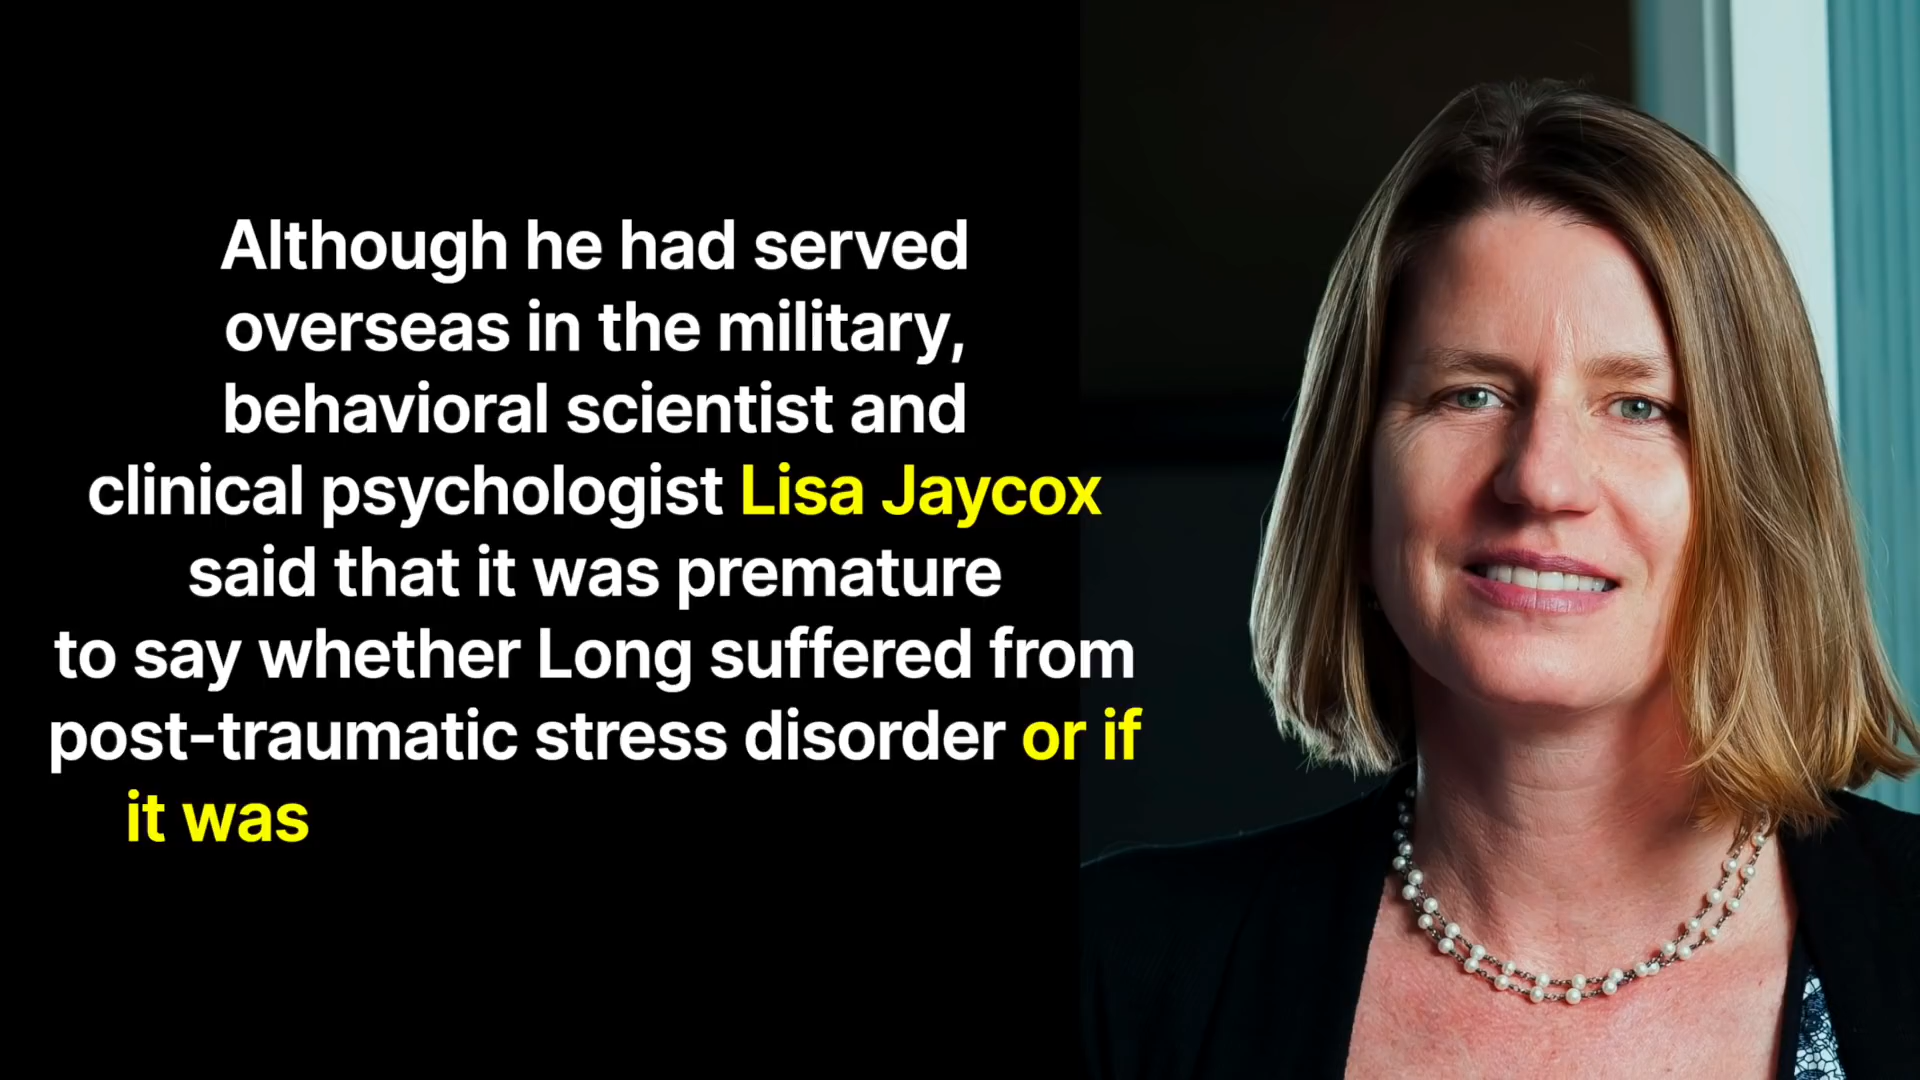 Although he had served
overseas in the military,
behavioral scientist and
clinical psychologist Lisa Jaycox
said that it was premature
to say whether Long suffered from
post-traumatic stress disorder or if
it was